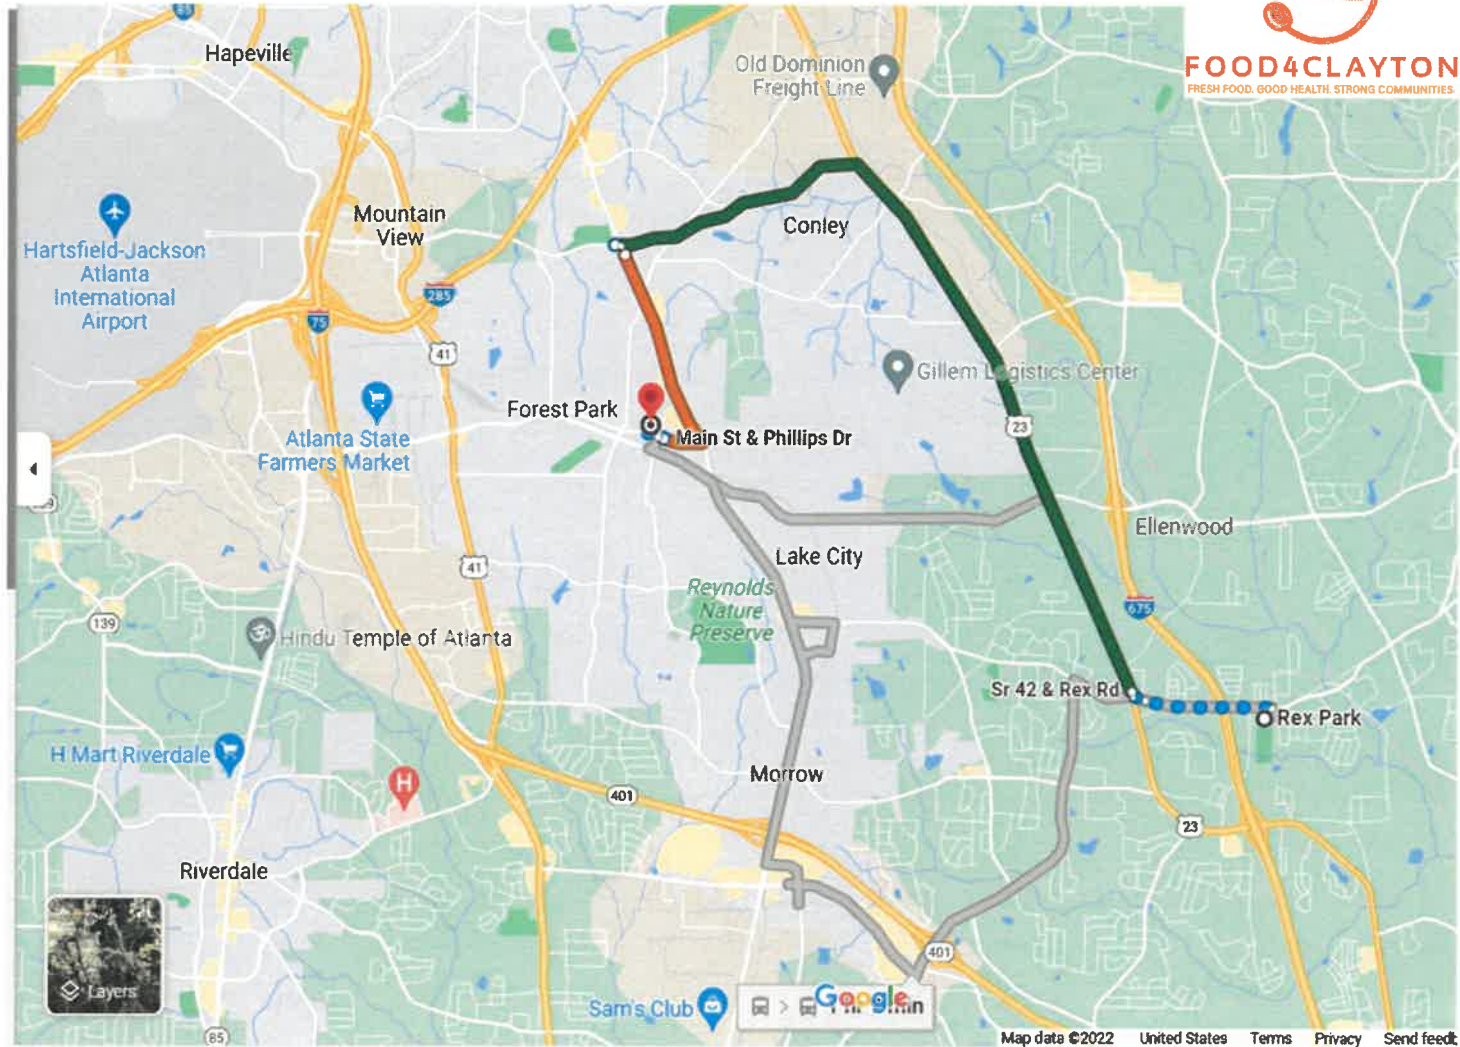 85
Hapeville
Old Dominion
Freight Line
FOOD4CLAYTON
FRESH FOOD. GOOD HEALTH. STRONG COMMUNITIES.
Mountain
View
Conley
Hartsfield-Jackson
Atlanta
International
Airport
285
75
41
Gillem Logistics Center
Forest Park
Atlanta State
Farmers Market
Main St & Phillips Dr
23
Ellenwood
Lake City
41
Reynolds
Nature
Preserve
675
139
Hindu Temple of Atlanta
Sr 42 & Rex Rd
Rex Park
H Mart Riverdale
H
Morrow
401
23
Riverdale
401
Layers
Sam's Club
Google
85
Map data ©2022 United States Terms Privacy Send feedb